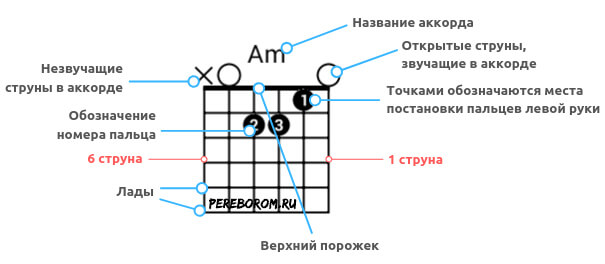 Название аккорда
Am
Открытые струны,
звучащие в аккорде
Незвучащие
струны в аккорде
Точками обозначаются места
постановки пальцев левой руки
1
Обозначение
номера пальца
2 3
6 струна
1 струна
Лады
PEREBOROM.RU
Верхний порожек